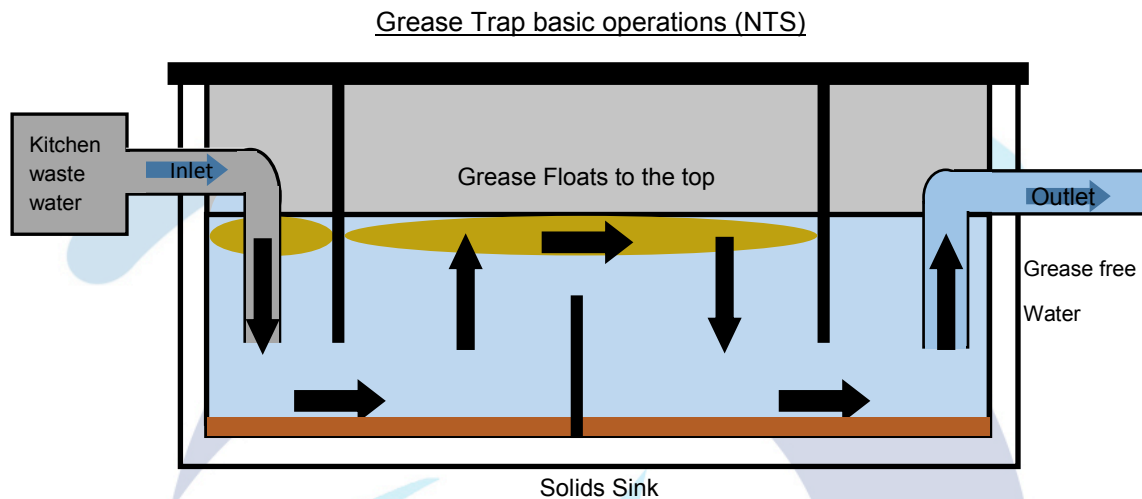 Grease Trap basic operations (NTS)
Kitchen
waste
water
Inlet
Grease Floats to the top
Outlet
Grease free
Water
Solids Sink